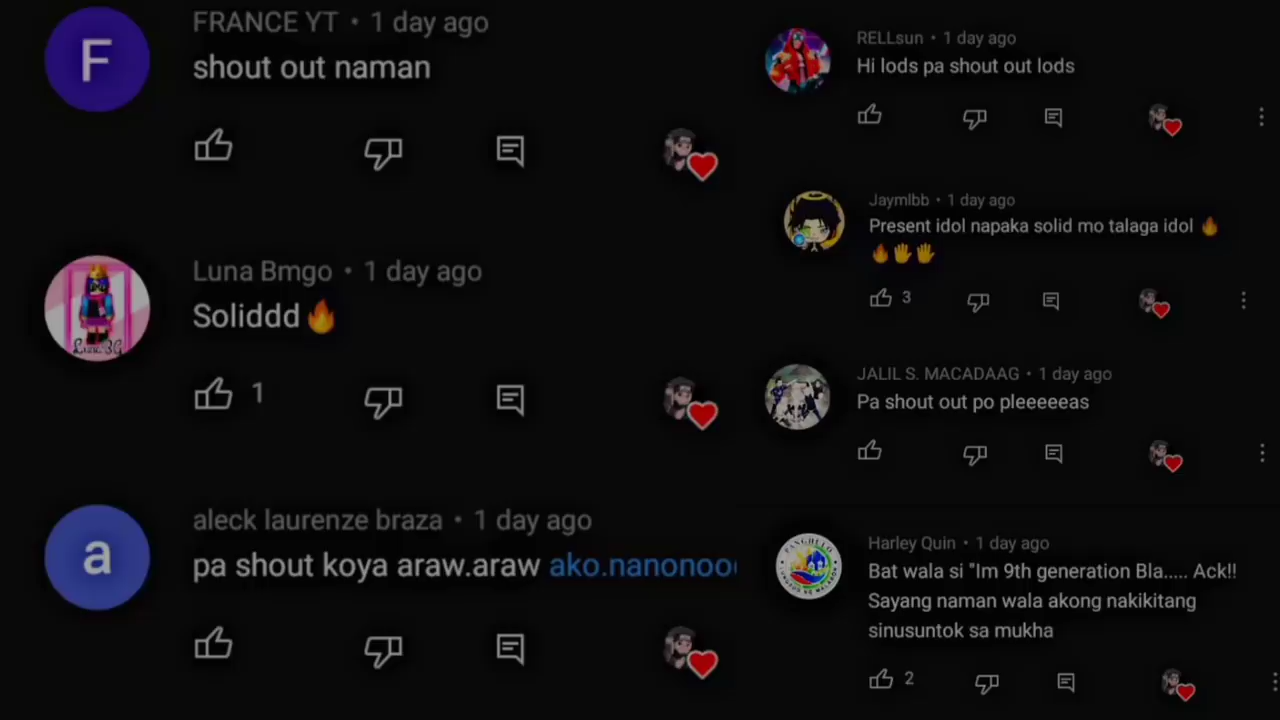 FRANCE YT • 1 day ago
shout out naman
Luna Bmgo • 1 day ago
Soliddd🔥
1
aleck laurenze braza • 1 day ago
pa shout koya araw.araw ako.nanonoo
RELLsun • 1 day ago
Hi lods pa shout out lods
Jaymlbb • 1 day ago
Present idol napaka solid mo talaga idol 🔥
🔥🖐🖐
3
JALIL S. MACADAAG • 1 day ago
Pa shout out po pleeeeeas
Harley Quin • 1 day ago
Bat wala si "Im 9th generation Bla..... Ack!!
Sayang naman wala akong nakikitang
sinusuntok sa mukha
2